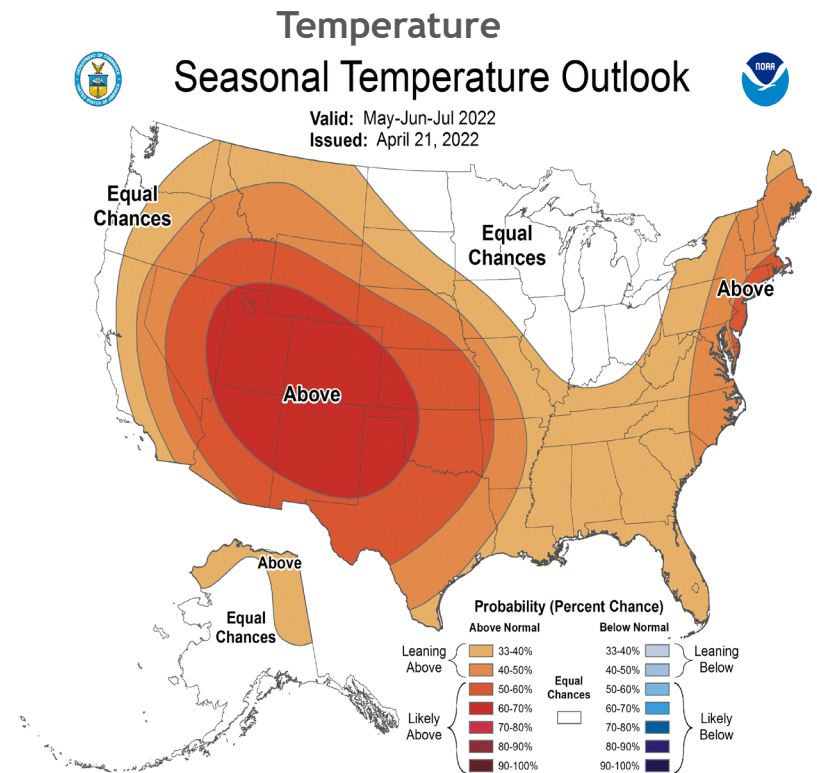 Temperature
Seasonal Temperature Outlook
NOAA
Valid: May-Jun-Jul 2022
Issued: April 21, 2022
Equal
Chances
Equal
Chances
Above
Above
Above
Equal
Chances
Probability (Percent Chance)
Above Normal
Below Normal
Leaning
Above
33-40%
40-50%
Likely
Above
50-60%
60-70%
70-80%
80-90%
90-100%
Equal
Chances
33-40%
40-50%
Leaning
Below
50-60%
60-70%
70-80%
80-90%
90-100%
Likely
Below